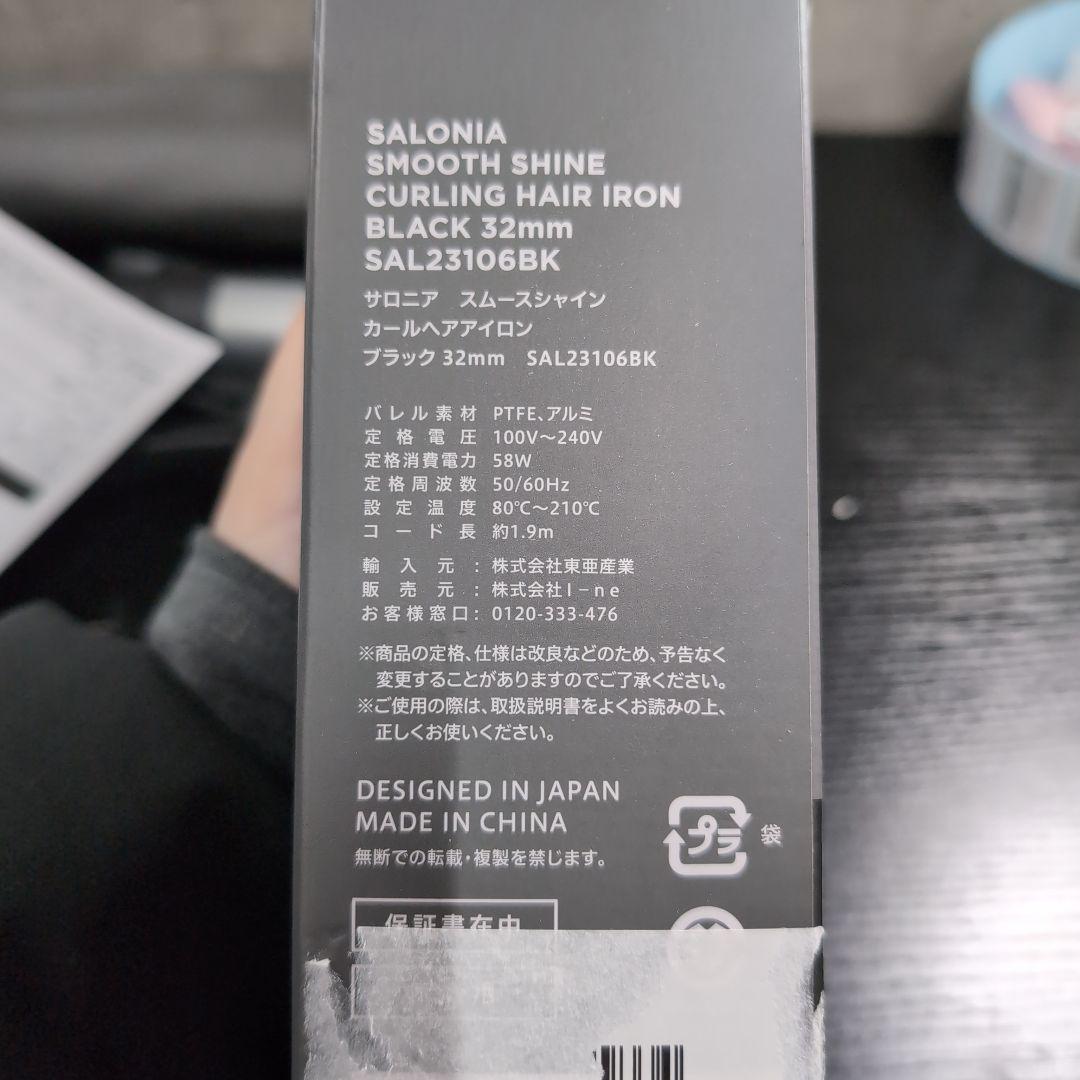 SALONIA
SMOOTH SHINE
CURLING HAIR IRON
BLACK 32mm
SAL23106BK
サロニア　スムースシャイン
カールヘアアイロン
ブラック 32mm　SAL23106BK
バレル素材 PTFE、アルミ
定格電圧 100V〜240V
定格消費電力 58W
定格周波数 50/60Hz
設定温度 80℃〜210℃
コード長 約1.9m
輸入元：株式会社東亜産業
販売元：株式会社I－ne
お客様窓口：0120-333-476
※商品の定格、仕様は改良などのため、予告なく
変更することがありますのでご了承ください。
※ご使用の際は、取扱説明書をよくお読みの上、
正しくお使いください。
DESIGNED IN JAPAN
MADE IN CHINA
無断での転載・複製を禁じます。
プラ 袋
保証書在中